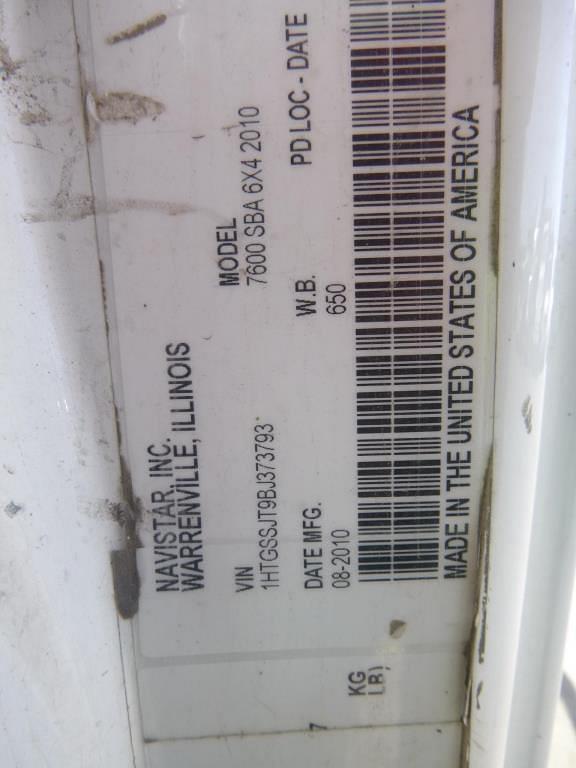 NAVISTAR, INC.
WARRENVILLE, ILLINOIS
VIN
1HTGSSJT9BJ373793
MODEL
7600 SBA 6X4 2010
DATE MFG.
08-2010
W.B.
650
PD LOC - DATE
MADE IN THE UNITED STATES OF AMERICA
KG
LB)
7